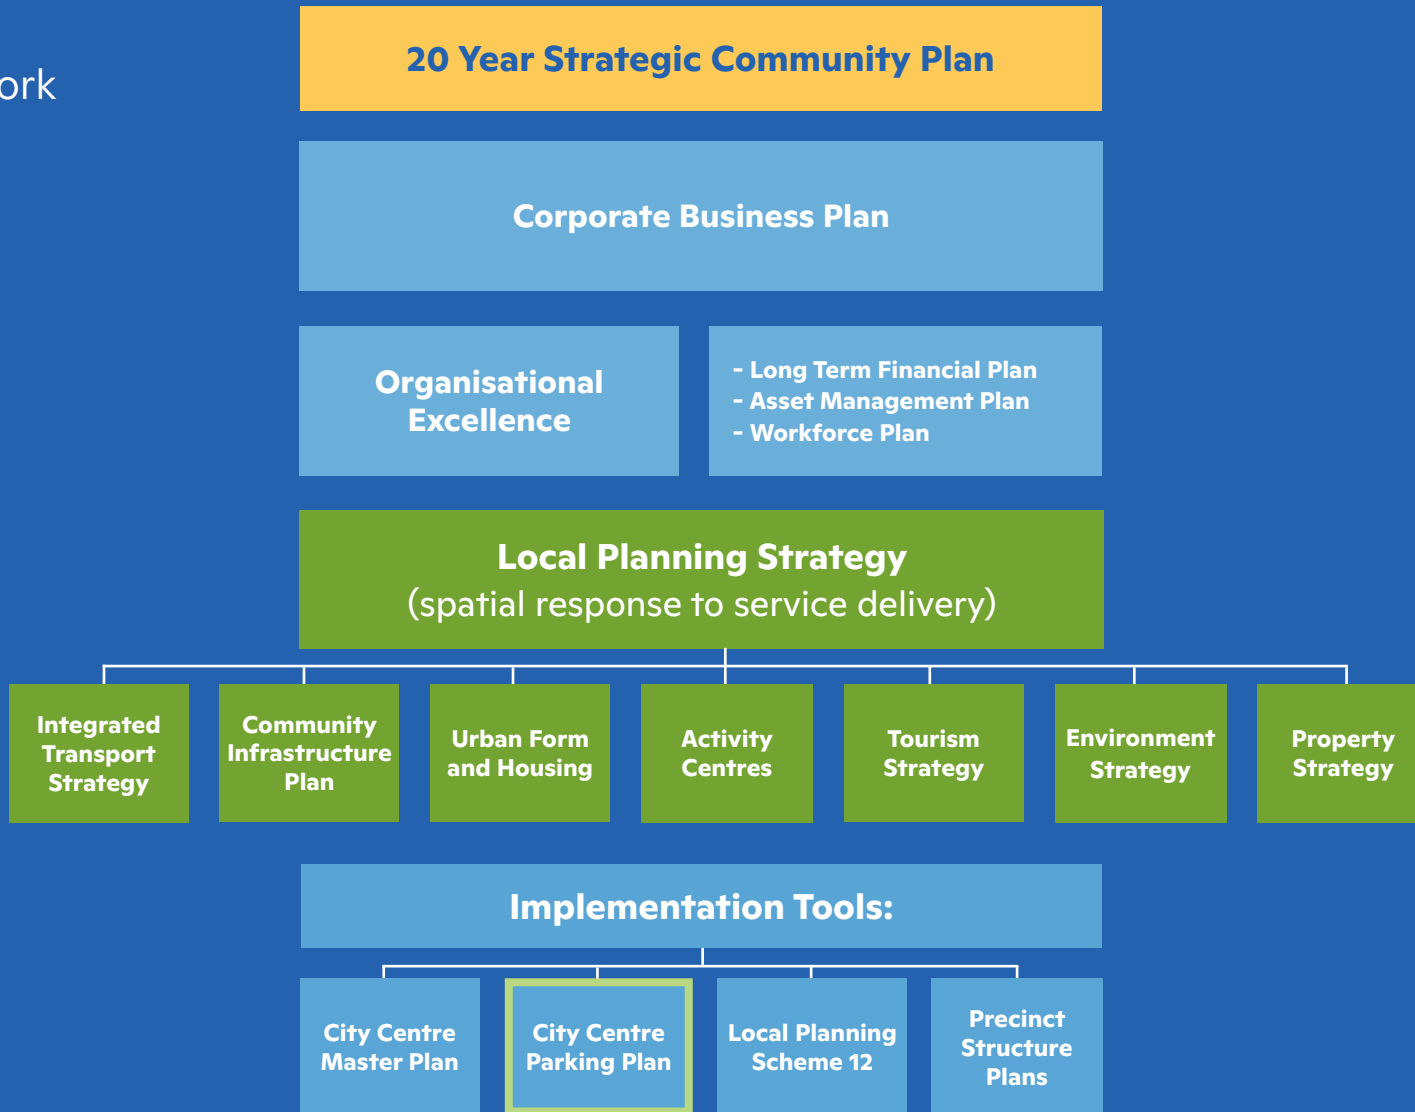 20 Year Strategic Community Plan
ork
Corporate Business Plan
Organisational
Excellence
- Long Term Financial Plan
- Asset Management Plan
- Workforce Plan
Local Planning Strategy
(spatial response to service delivery)
Integrated
Transport
Strategy
Community
Infrastructure
Plan
Urban Form
and Housing
Activity
Centres
Tourism
Strategy
Environment
Strategy
Property
Strategy
Implementation Tools:
City Centre
Master Plan
City Centre
Parking Plan
Local Planning
Scheme 12
Precinct
Structure
Plans